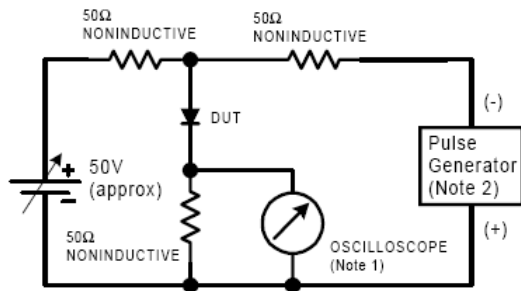 50Ω
NONINDUCTIVE
50Ω
NONINDUCTIVE
DUT
(-)
+
50V
(approx)
-
Pulse
Generator
(Note 2)
50Ω
NONINDUCTIVE
OSCILLOSCOPE
(Note 1)
(+)